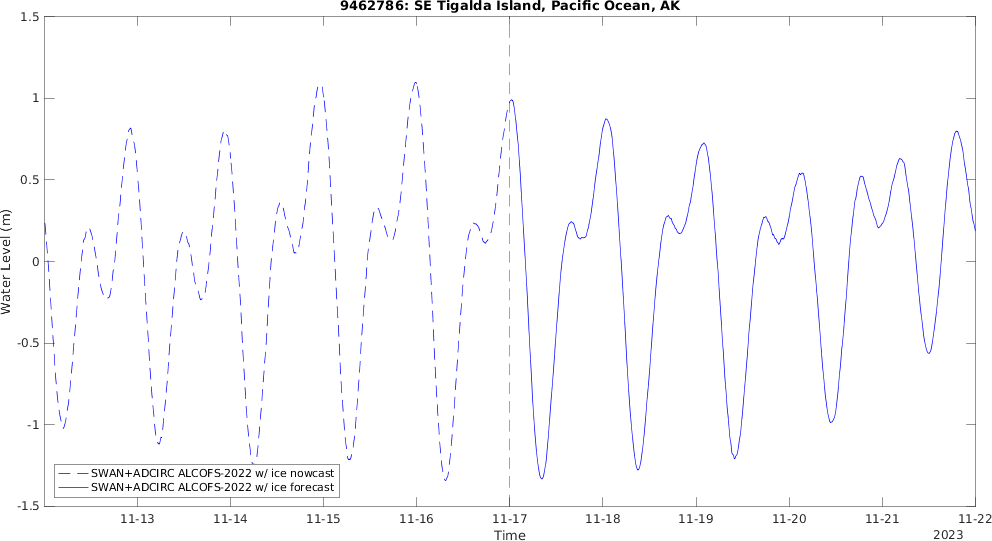 9462786: SE Tigalda Island, Pacific Ocean, AK
1.5
1
0.5
0
-0.5
-1
-1.5
Water Level (m)
SWAN+ADCIRC ALCOFS-2022 w/ ice nowcast
SWAN+ADCIRC ALCOFS-2022 w/ ice forecast
11-13 11-14 11-15 11-16 11-17 11-18 11-19 11-20 11-21 11-22
Time
2023